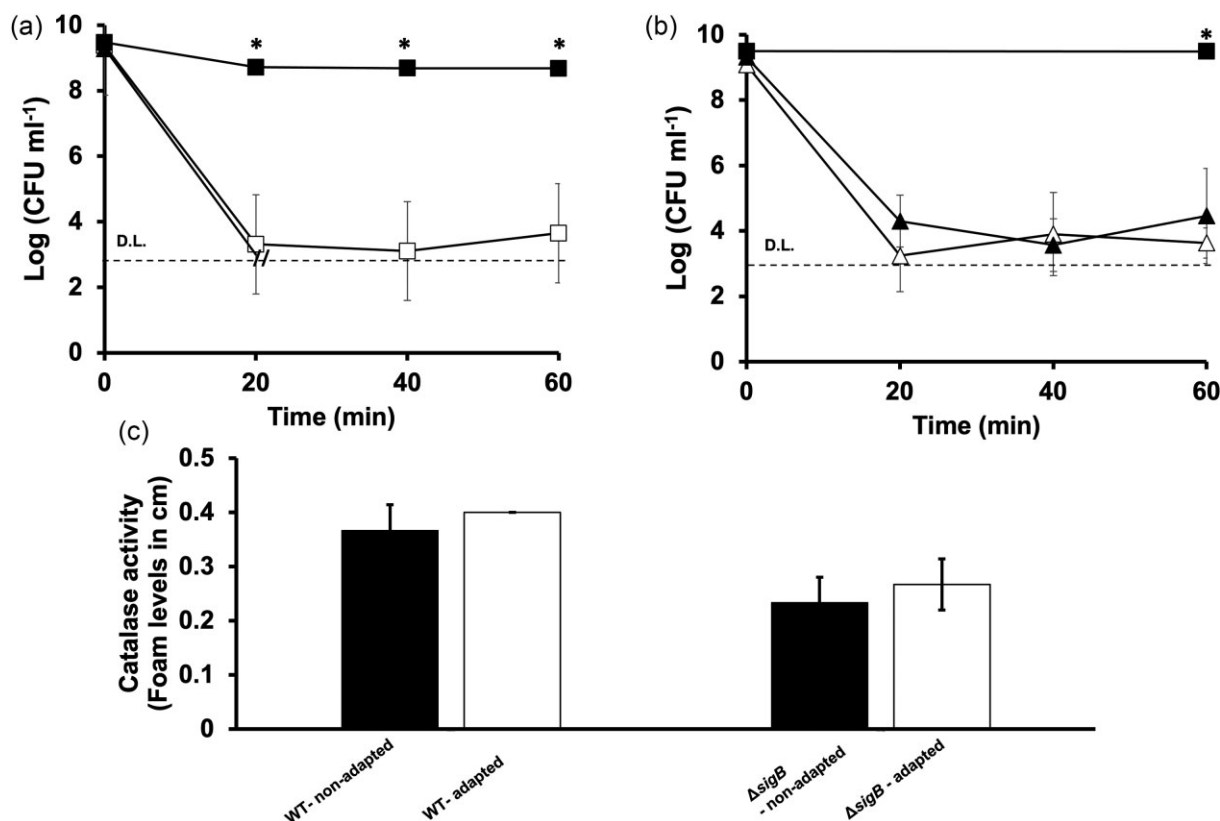 (a)
10
8
6
4
2
0
Log (CFU ml-1)
D.L.
*
*
*
//
0
20
40
60
Time (min)
(b)
10
8
6
4
2
0
Log (CFU ml-1)
D.L.
*
0
20
40
60
Time (min)
(c)
0.5
0.4
0.3
0.2
0.1
0
Catalase activity
(Foam levels in cm)
WT- non-adapted
WT- adapted
ΔsigB
- non-adapted
ΔsigB - adapted